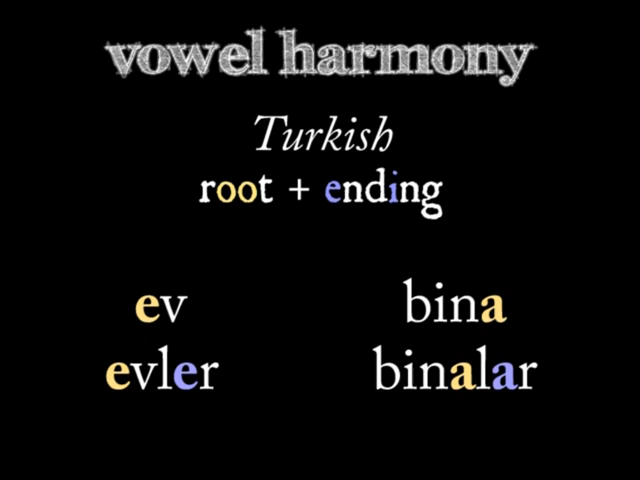 vowel harmony
Turkish
root + ending
ev bina
evler binalar